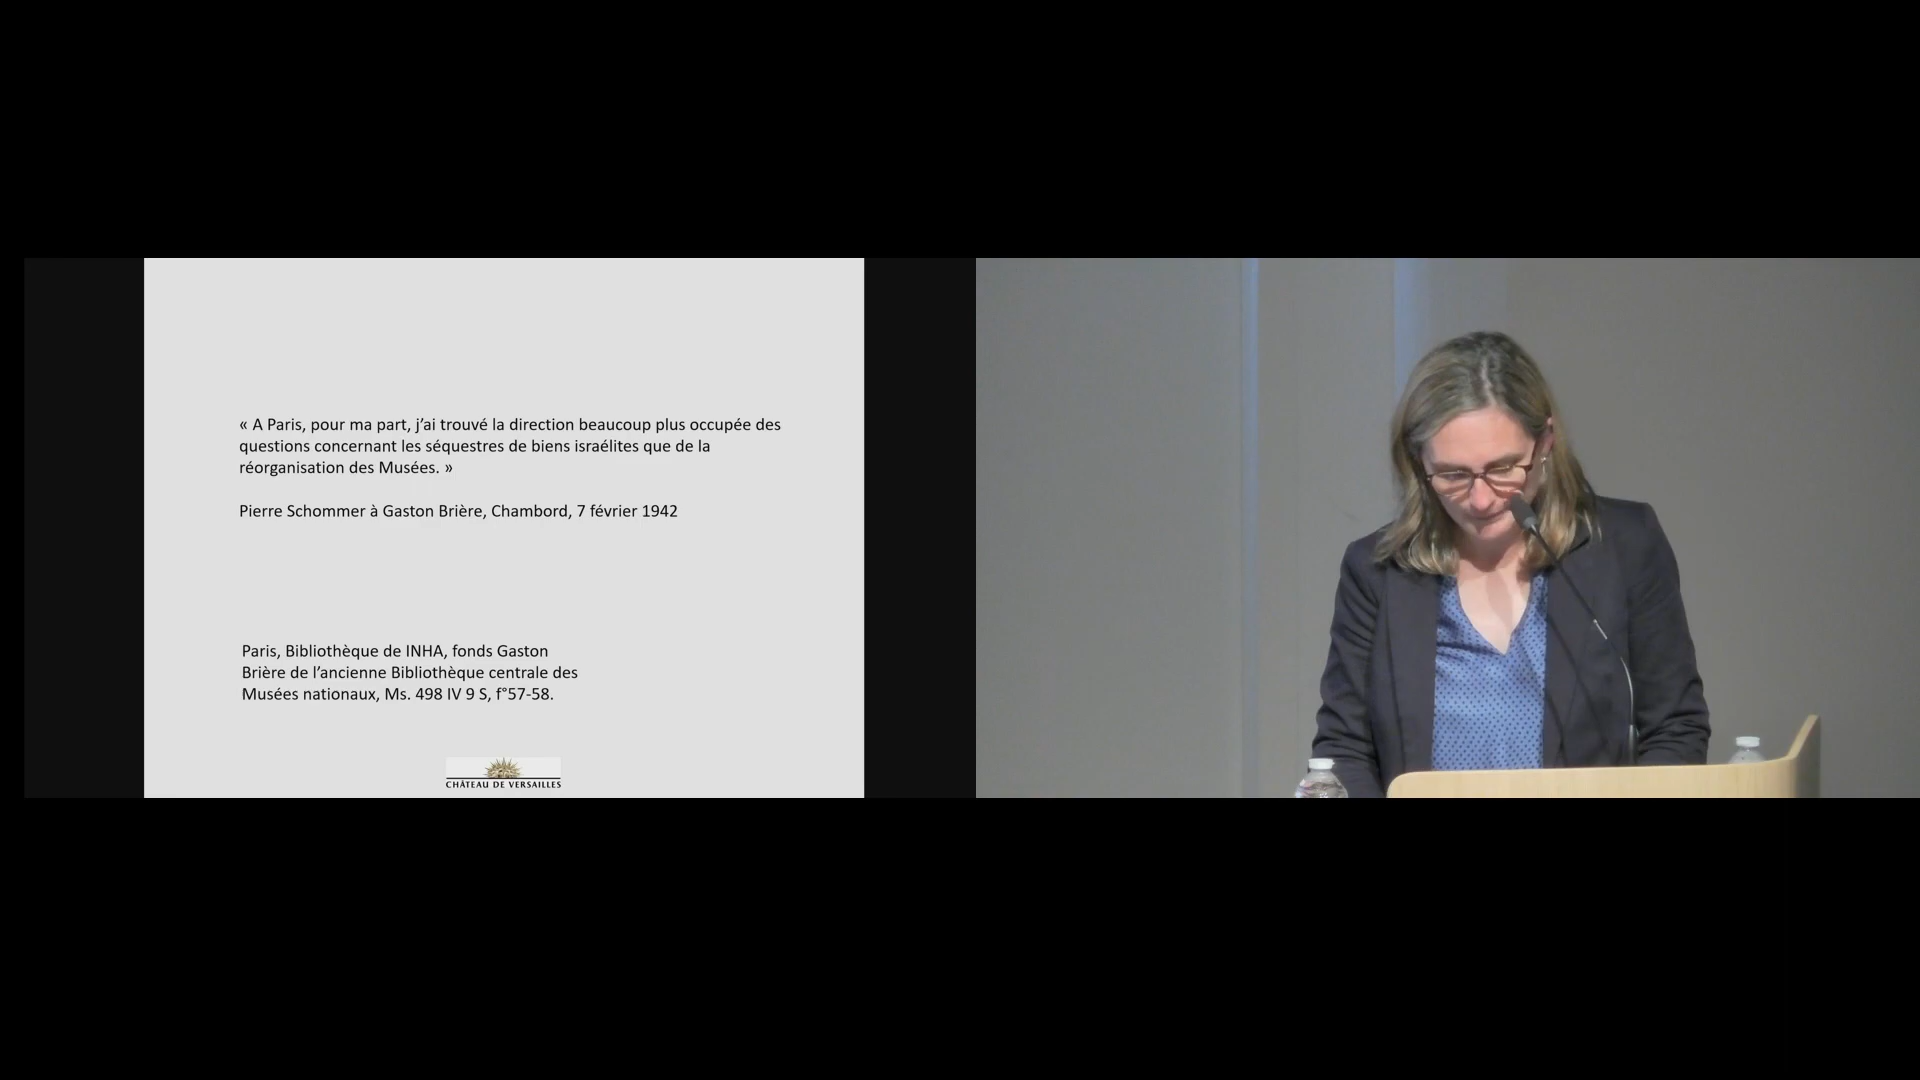 « A Paris, pour ma part, j’ai trouvé la direction beaucoup plus occupée des
questions concernant les séquestres de biens israélites que de la
réorganisation des Musées. »
Pierre Schommer à Gaston Brière, Chambord, 7 février 1942
Paris, Bibliothèque de INHA, fonds Gaston
Brière de l’ancienne Bibliothèque centrale des
Musées nationaux, Ms. 498 IV 9 S, f°57-58.
CHÂTEAU DE VERSAILLES